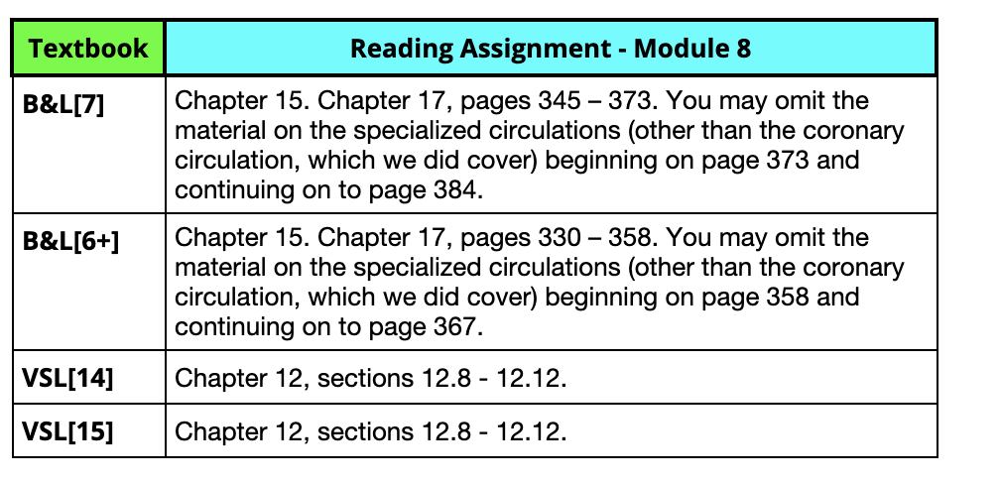 Textbook
Reading Assignment - Module 8
B&L[7]
Chapter 15. Chapter 17, pages 345 – 373. You may omit the
material on the specialized circulations (other than the coronary
circulation, which we did cover) beginning on page 373 and
continuing on to page 384.
B&L[6+]
Chapter 15. Chapter 17, pages 330 – 358. You may omit the
material on the specialized circulations (other than the coronary
circulation, which we did cover) beginning on page 358 and
continuing on to page 367.
VSL[14]
Chapter 12, sections 12.8 - 12.12.
VSL[15]
Chapter 12, sections 12.8 - 12.12.